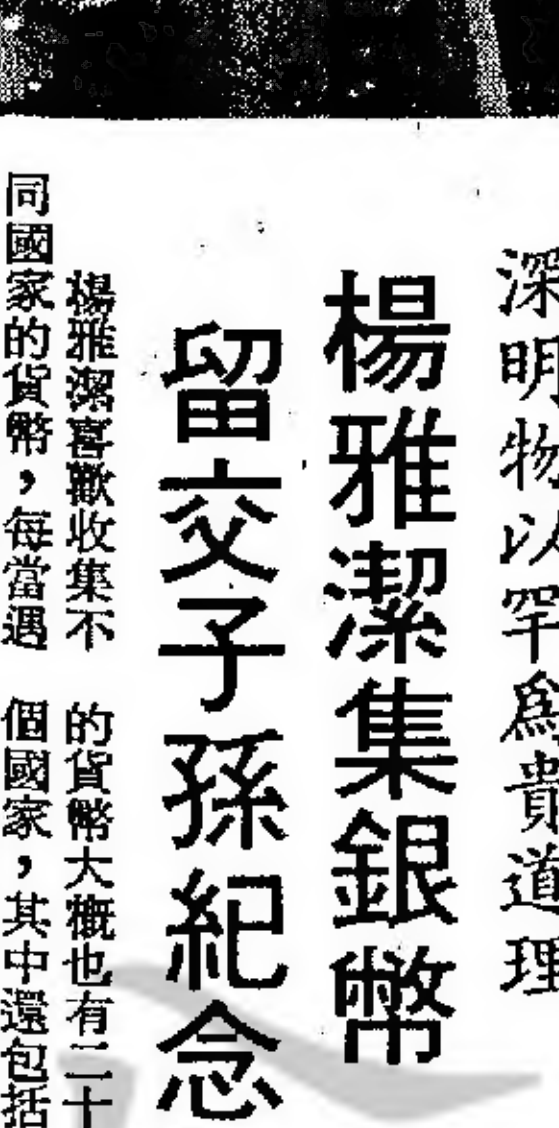 深明物以罕為貴道理
楊雅潔集銀幣
留交子孫紀念
楊雅潔喜歡收集不
同國家的貨幣，每當遇
的貨幣大概也有二十
個國家，其中還包括